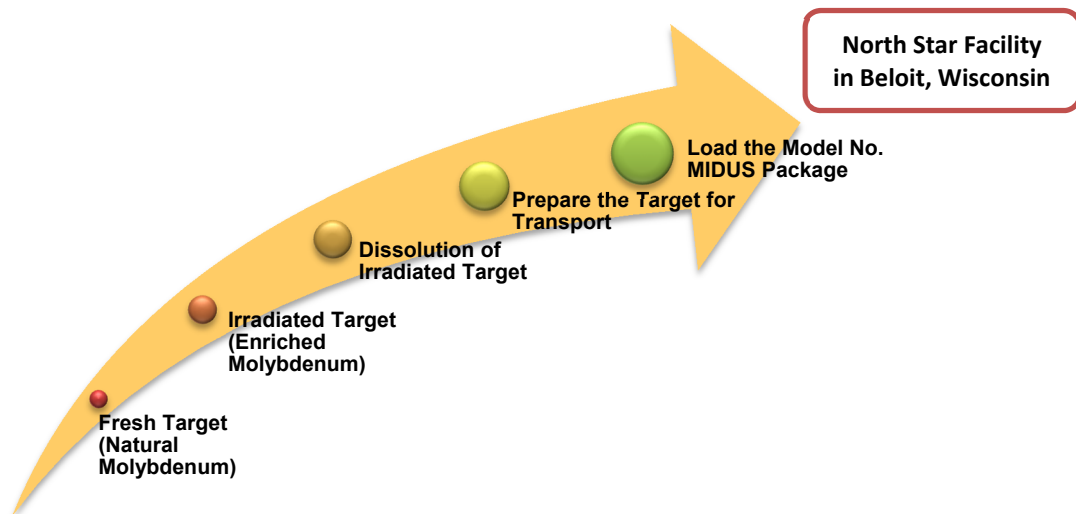 North Star Facility
in Beloit, Wisconsin
Load the Model No.
MIDUS Package
Prepare the Target for
Transport
Dissolution of
Irradiated Target
Irradiated Target
(Enriched
Molybdenum)
Fresh Target
(Natural
Molybdenum)